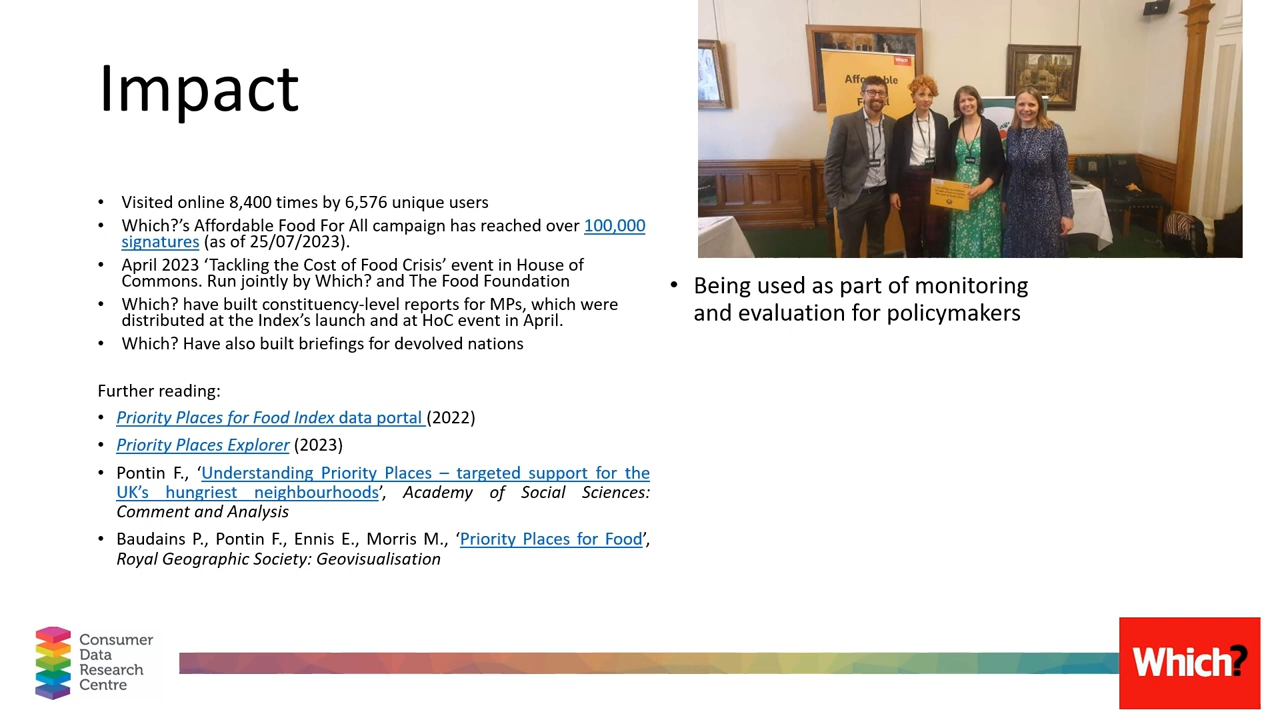 Impact
• Visited online 8,400 times by 6,576 unique users
• Which?’s Affordable Food For All campaign has reached over 100,000
signatures (as of 25/07/2023).
• April 2023 ‘Tackling the Cost of Food Crisis’ event in House of
Commons. Run jointly by Which? and The Food Foundation
• Which? have built constituency-level reports for MPs, which were
distributed at the Index’s launch and at HoC event in April.
• Which? Have also built briefings for devolved nations
Further reading:
• Priority Places for Food Index data portal (2022)
• Priority Places Explorer (2023)
• Pontin F., ‘Understanding Priority Places – targeted support for the
UK’s hungriest neighbourhoods’, Academy of Social Sciences:
Comment and Analysis
• Baudains P., Pontin F., Ennis E., Morris M., ‘Priority Places for Food’,
Royal Geographic Society: Geovisualisation
Which?
• Being used as part of monitoring
and evaluation for policymakers
Consumer
Data
Research
Centre
Which?